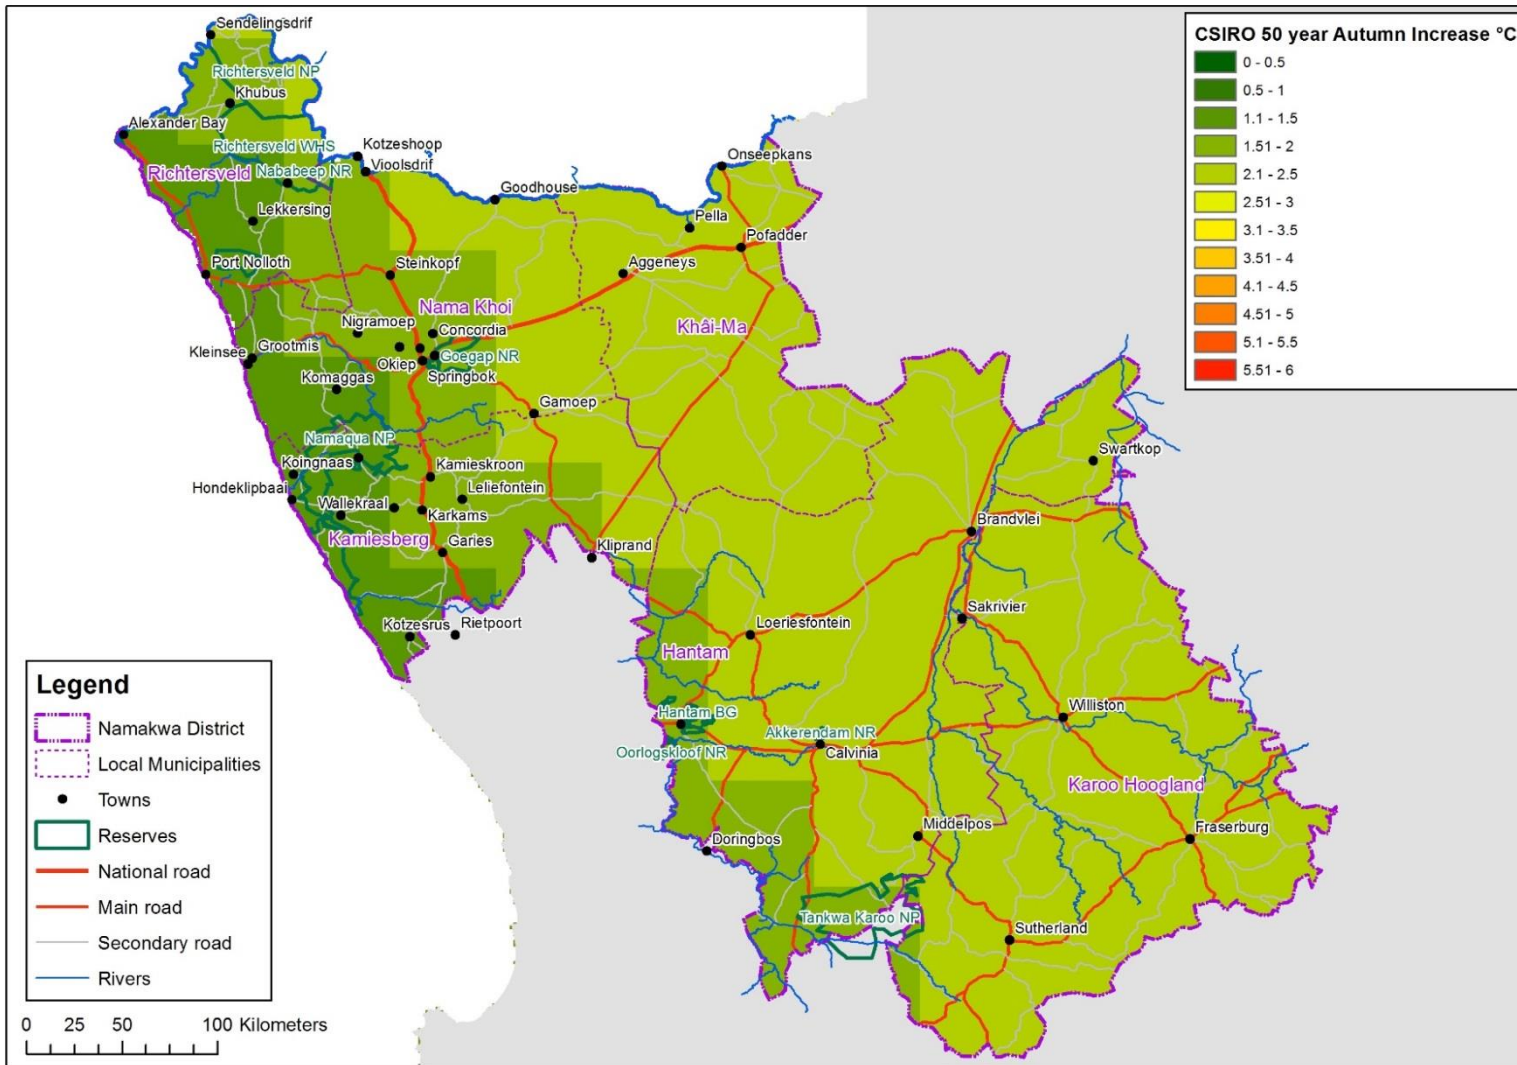 Sendelingsdrif
Richtersveld NP
Khubus
Alexander Bay
Richtersveld WHS
Kotzeshoop
Richtersveld
Nababeep NR
Vioolsdrif
Onseepkans
Goodhouse
Lekkersing
Pella
Pofadder
Port Nolloth
Steinkopf
Aggeneys
Nama Khoi
Khâi-Ma
Nigramoep
Concordia
Kleinsee
Grootmis
Okiep
Goegap NR
Komaggas
Springbok
Gamoep
Namaqua NP
Koingnaas
Kamieskroon
Swartkop
Hondeklipbaai
Wallekraal
Leliefontein
Karkams
Brandvlei
Kamiesberg
Garies
Kliprand
Sakrivier
Kotzesrus
Rietpoort
Loeriesfontein
Hantam
Hantam BG
Williston
Oorlogskloof NR
Akkerendam NR
Calvinia
Karoo Hoogland
Doringbos
Middelpos
Fraserburg
Tankwa Karoo NP
Sutherland
CSIRO 50 year Autumn Increase °C
0 - 0.5
0.5 - 1
1.1 - 1.5
1.51 - 2
2.1 - 2.5
2.51 - 3
3.1 - 3.5
3.51 - 4
4.1 - 4.5
4.51 - 5
5.1 - 5.5
5.51 - 6
Legend
Namakwa District
Local Municipalities
Towns
Reserves
National road
Main road
Secondary road
Rivers
0 25 50 100 Kilometers